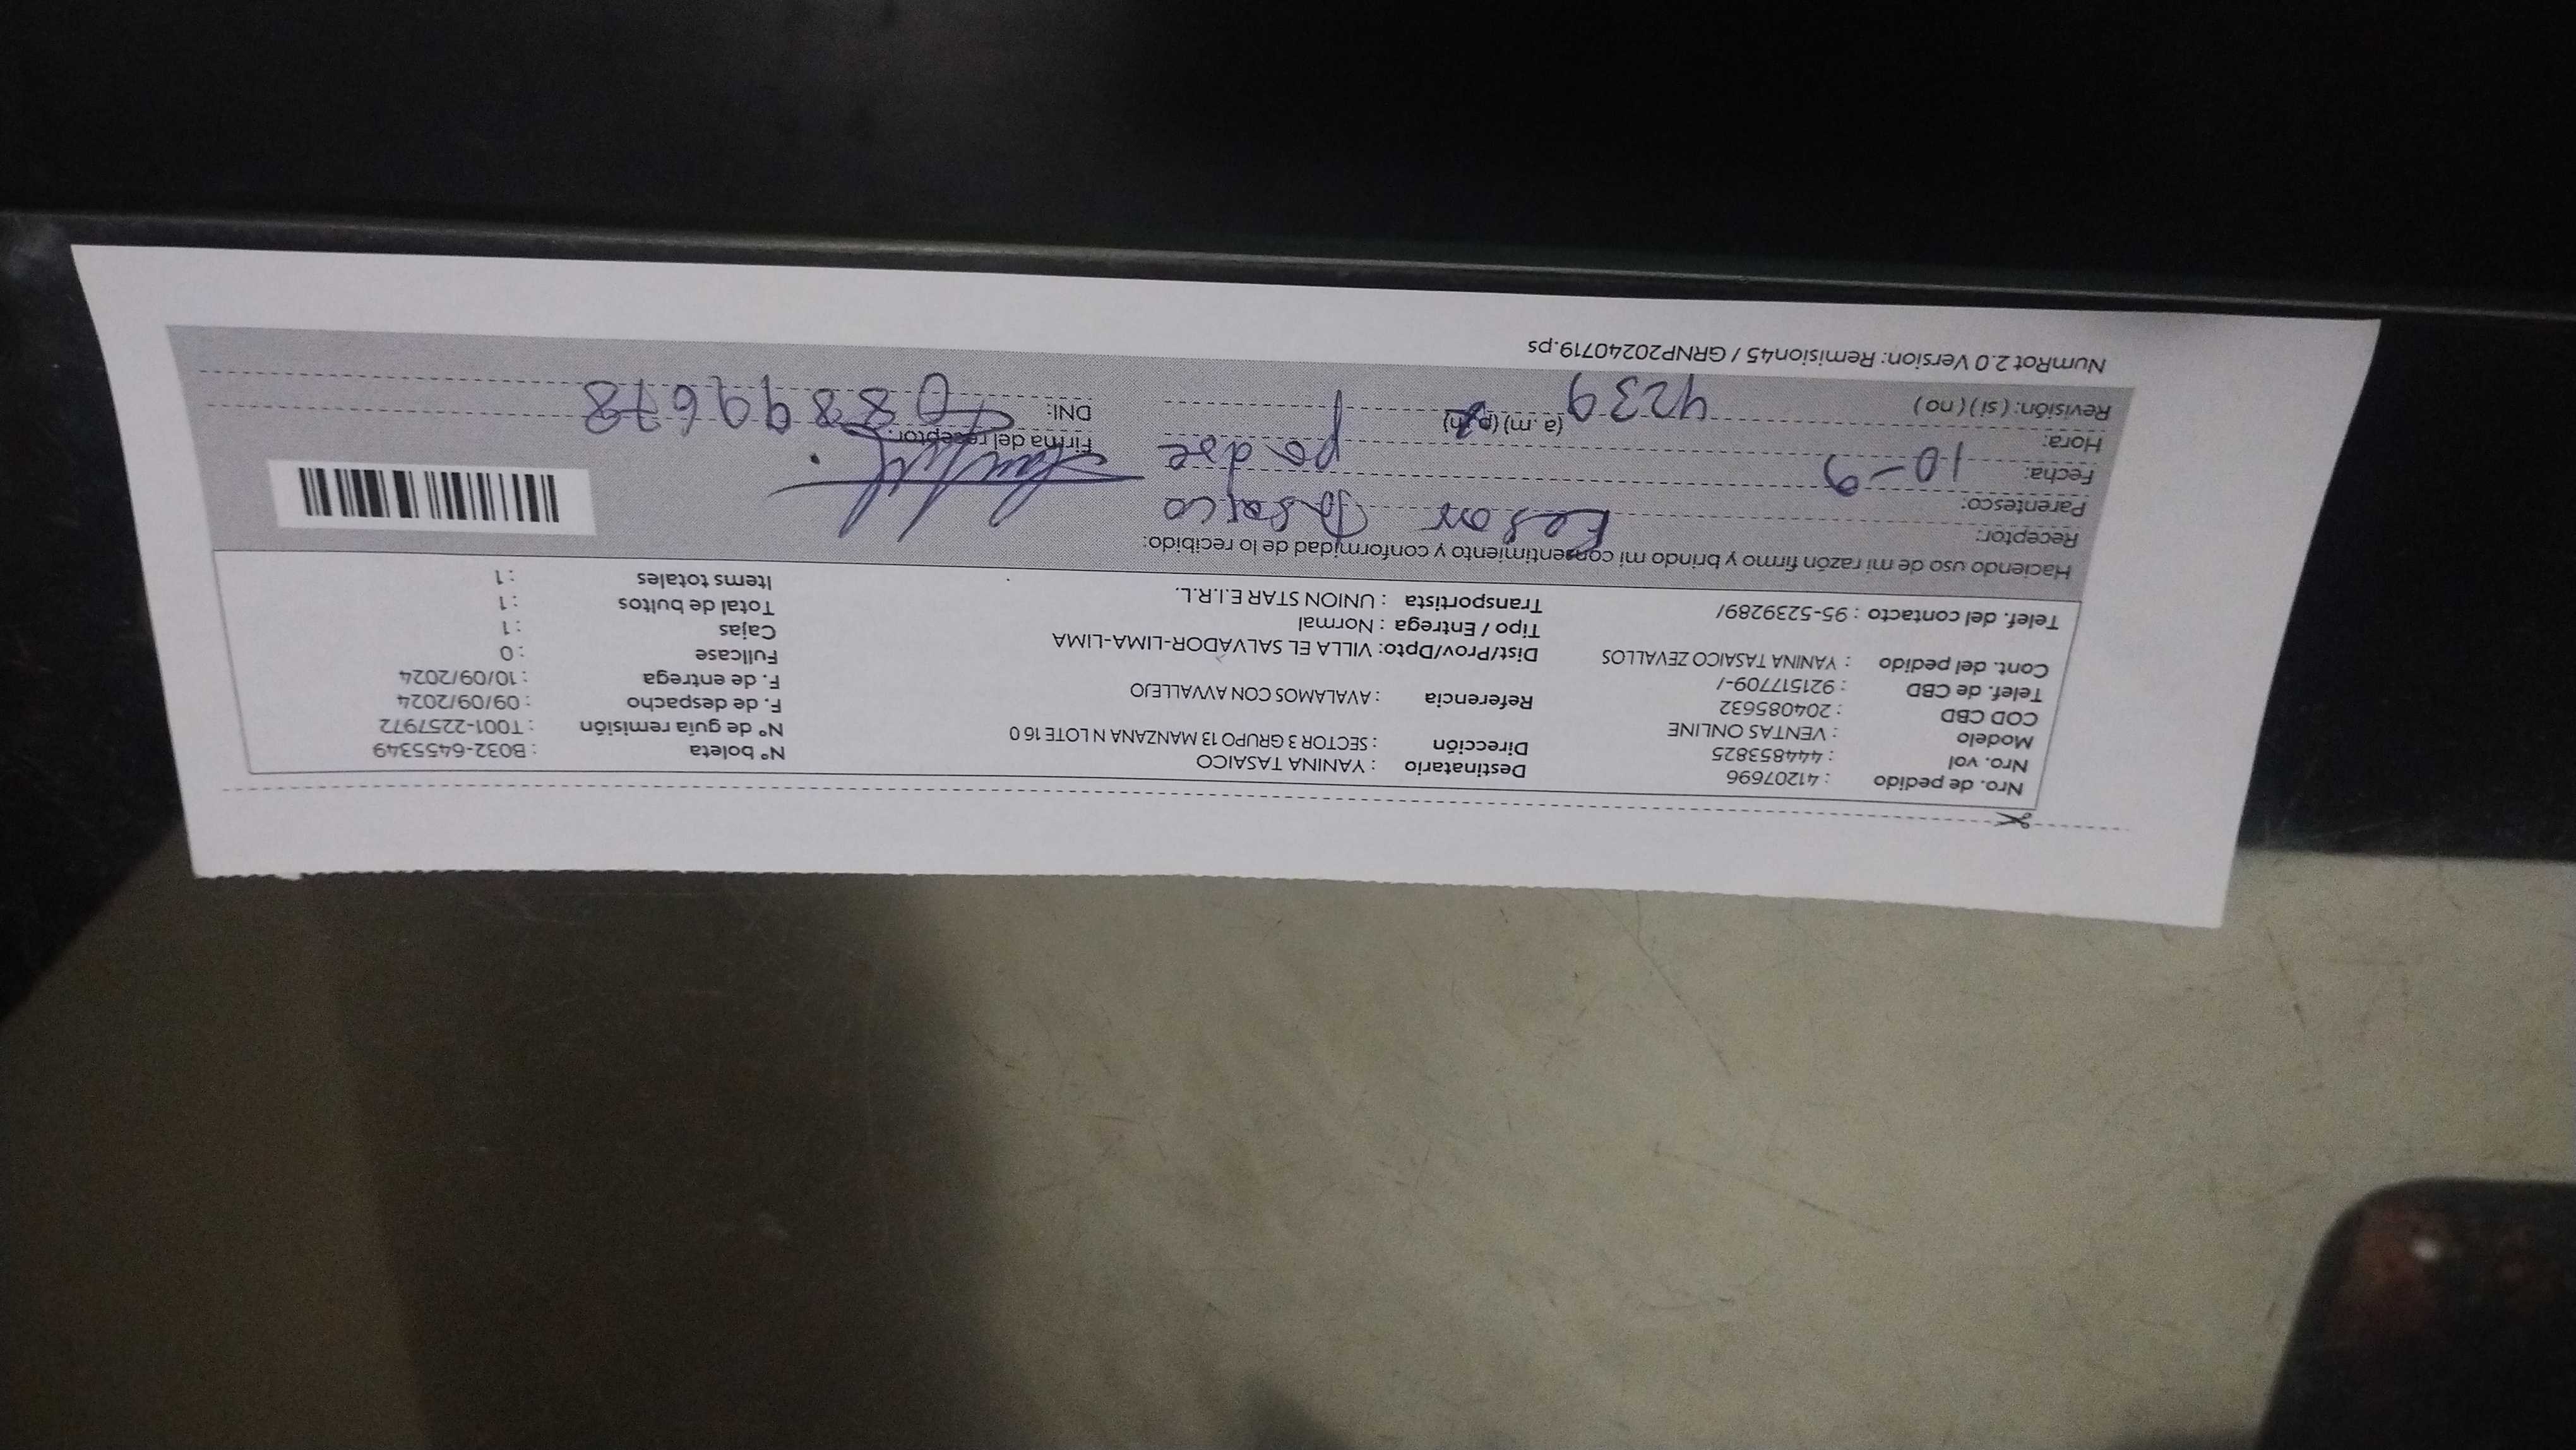 Nro. de pedido : 41207696
Nro. vol : 444853825
Modelo : VENTAS ONLINE
COD CBD : 204085632
Telef. de CBD : 921517709-/
Cont. del pedido : YANINA TASAICO ZEVALLOS
Telef. del contacto : 95-5239289/
Destinatario : YANINA TASAICO
Dirección : SECTOR 3 GRUPO 13 MANZANA N LOTE 16 0
Referencia : AVALAMOS CON AVVALLEJO
Dist/Prov/Dpto: VILLA EL SALVADOR-LIMA-LIMA
Tipo / Entrega : Normal
Transportista : UNION STAR E.I.R.L.
N° boleta : B032-6455349
N° de guía remisión : T001-2257972
F. de despacho : 09/09/2024
F. de entrega : 10/09/2024
Fullcase : 0
Cajas : 1
Total de bultos : 1
Items totales : 1
Haciendo uso de mi razón firmo y brindo mi consentimiento y conformidad de lo recibido:
Receptor: Tasaico
Parentesco: padre
Fecha: 10-9
Hora: 4239 (a. m) (p. m)
Revisión: (si) (no)
Firma del receptor:
DNI: 08899678
NumRot 2.0 Version: Remision45 / GRNP20240719.ps